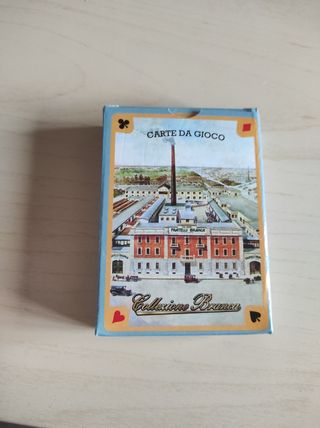 CARTE DA GIOCO
FRATELLI BRANCA
Collezione Branca